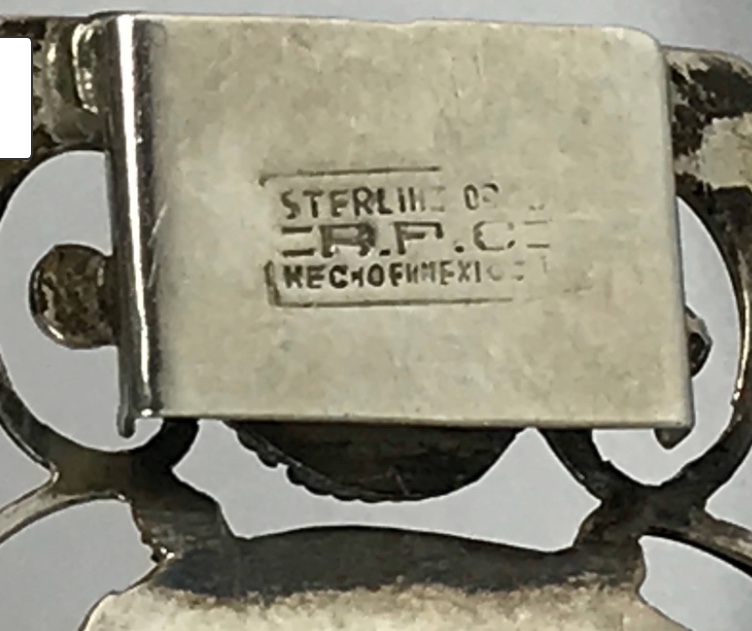 STERLING
=R.F.C=
HECHO EN MEXICO